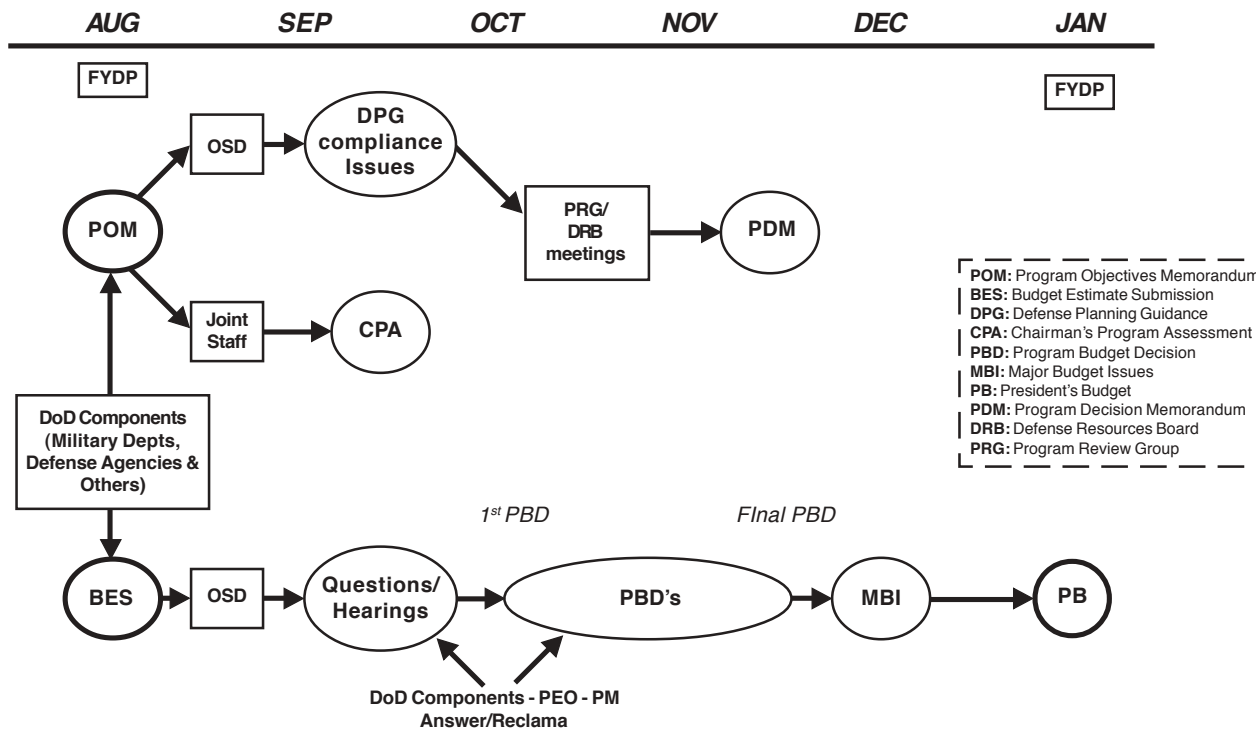 AUG SEP OCT NOV DEC JAN
FYDP
FYDP
OSD
DPG
compliance
Issues
POM
PRG/
DRB
meetings
PDM
Joint
Staff
CPA
POM: Program Objectives Memorandum
BES: Budget Estimate Submission
DPG: Defense Planning Guidance
CPA: Chairman's Program Assessment
PBD: Program Budget Decision
MBI: Major Budget Issues
PB: President's Budget
PDM: Program Decision Memorandum
DRB: Defense Resources Board
PRG: Program Review Group
DoD Components
(Military Depts,
Defense Agencies &
Others)
1st PBD
FInal PBD
BES
OSD
Questions/
Hearings
PBD's
MBI
PB
DoD Components - PEO - PM
Answer/Reclama